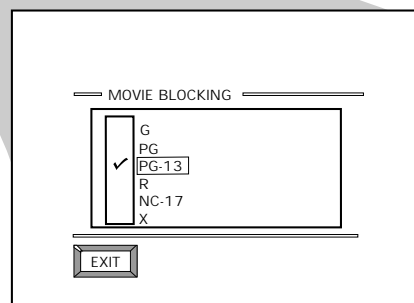 MOVIE BLOCKING
G
PG
✓ PG-13
R
NC-17
X
EXIT